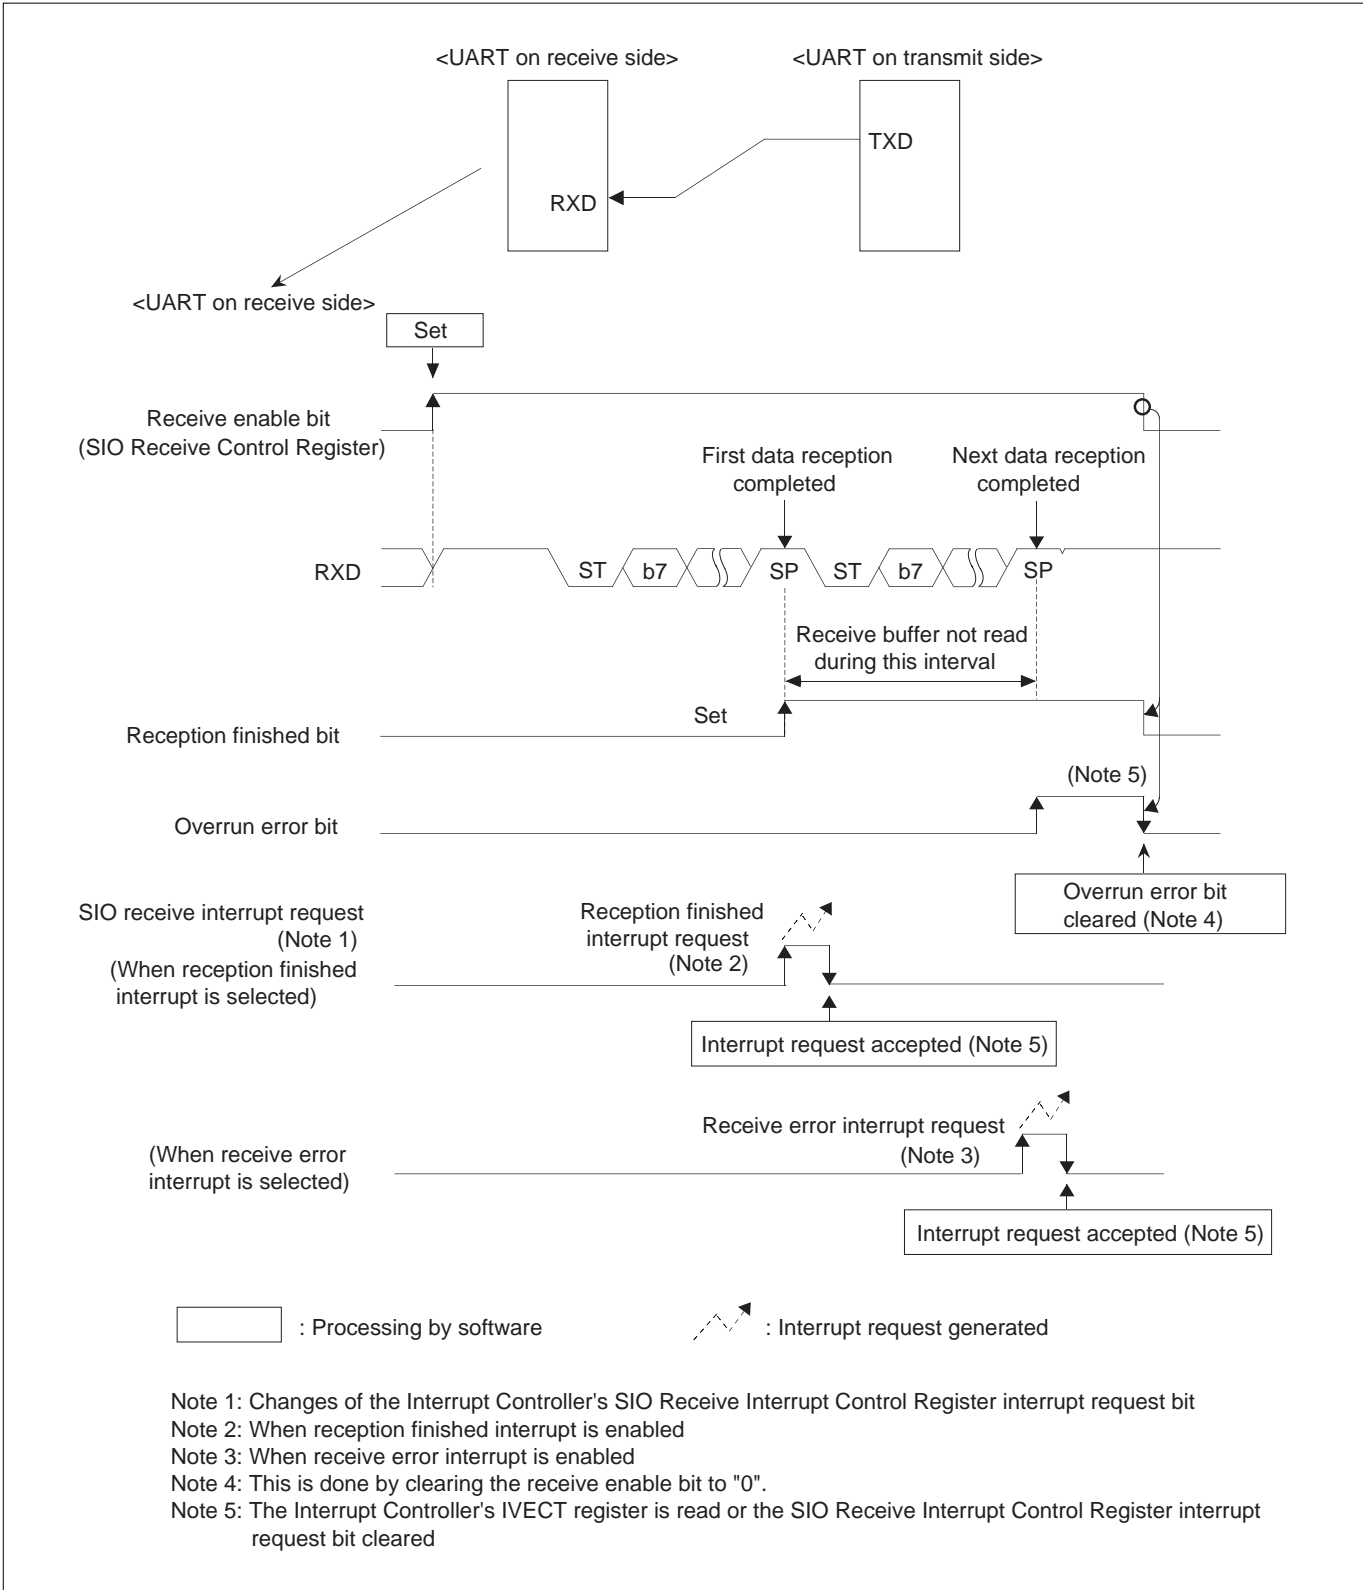 <UART on receive side>
<UART on transmit side>
TXD
RXD
<UART on receive side>
Set
Receive enable bit
(SIO Receive Control Register)
First data reception
completed
Next data reception
completed
RXD
ST
b7
SP
ST
b7
SP
Receive buffer not read
during this interval
Set
Reception finished bit
(Note 5)
Overrun error bit
Overrun error bit
cleared (Note 4)
SIO receive interrupt request
(Note 1)
(When reception finished
interrupt is selected)
Reception finished
interrupt request
(Note 2)
Interrupt request accepted (Note 5)
Receive error interrupt request
(Note 3)
(When receive error
interrupt is selected)
Interrupt request accepted (Note 5)
: Processing by software
: Interrupt request generated
Note 1: Changes of the Interrupt Controller's SIO Receive Interrupt Control Register interrupt request bit
Note 2: When reception finished interrupt is enabled
Note 3: When receive error interrupt is enabled
Note 4: This is done by clearing the receive enable bit to "0".
Note 5: The Interrupt Controller's IVECT register is read or the SIO Receive Interrupt Control Register interrupt
request bit cleared